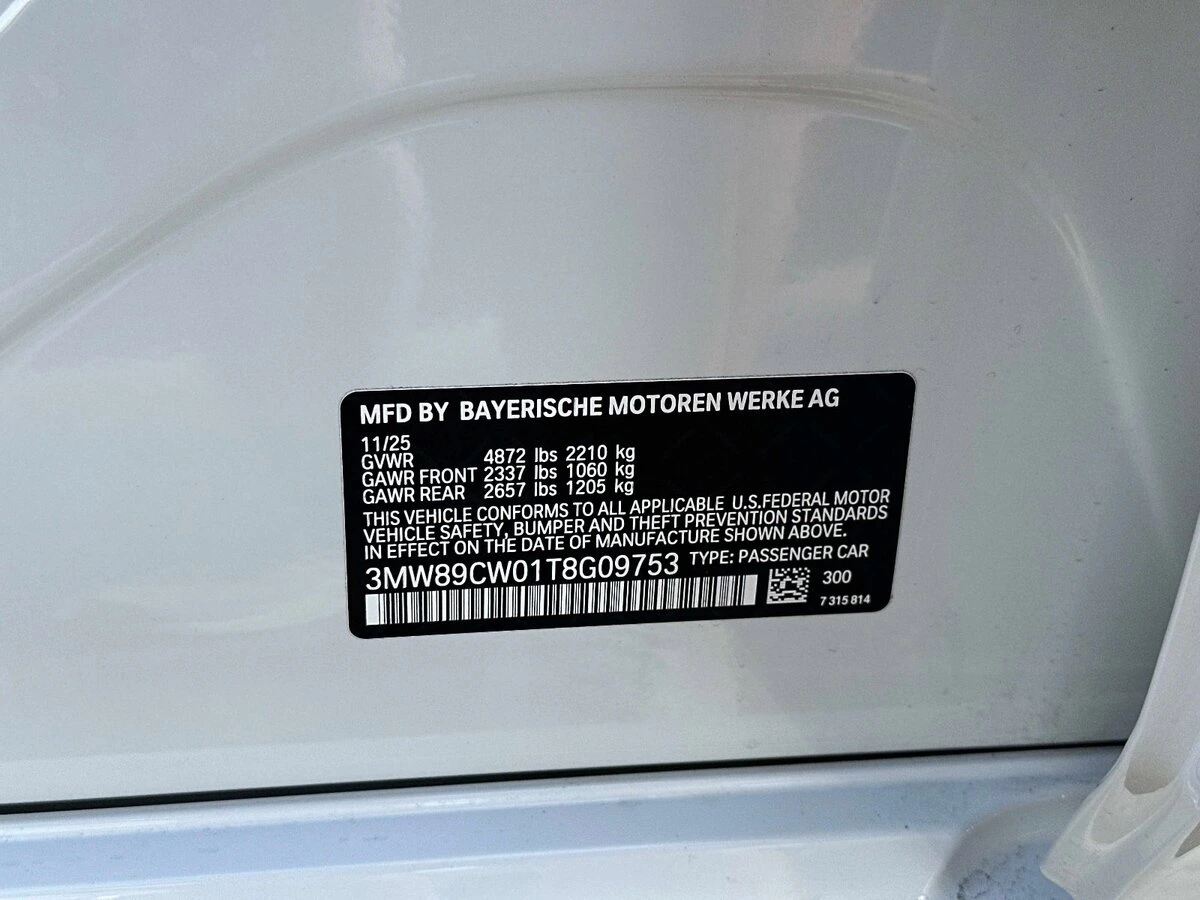 MFD BY BAYERISCHE MOTOREN WERKE AG
11/25
GVWR 4872 lbs 2210 kg
GAWR FRONT 2337 lbs 1060 kg
GAWR REAR 2657 lbs 1205 kg
THIS VEHICLE CONFORMS TO ALL APPLICABLE U.S.FEDERAL MOTOR
VEHICLE SAFETY, BUMPER AND THEFT PREVENTION STANDARDS
IN EFFECT ON THE DATE OF MANUFACTURE SHOWN ABOVE.
3MW89CW01T8G09753 TYPE: PASSENGER CAR
300
7 315 814